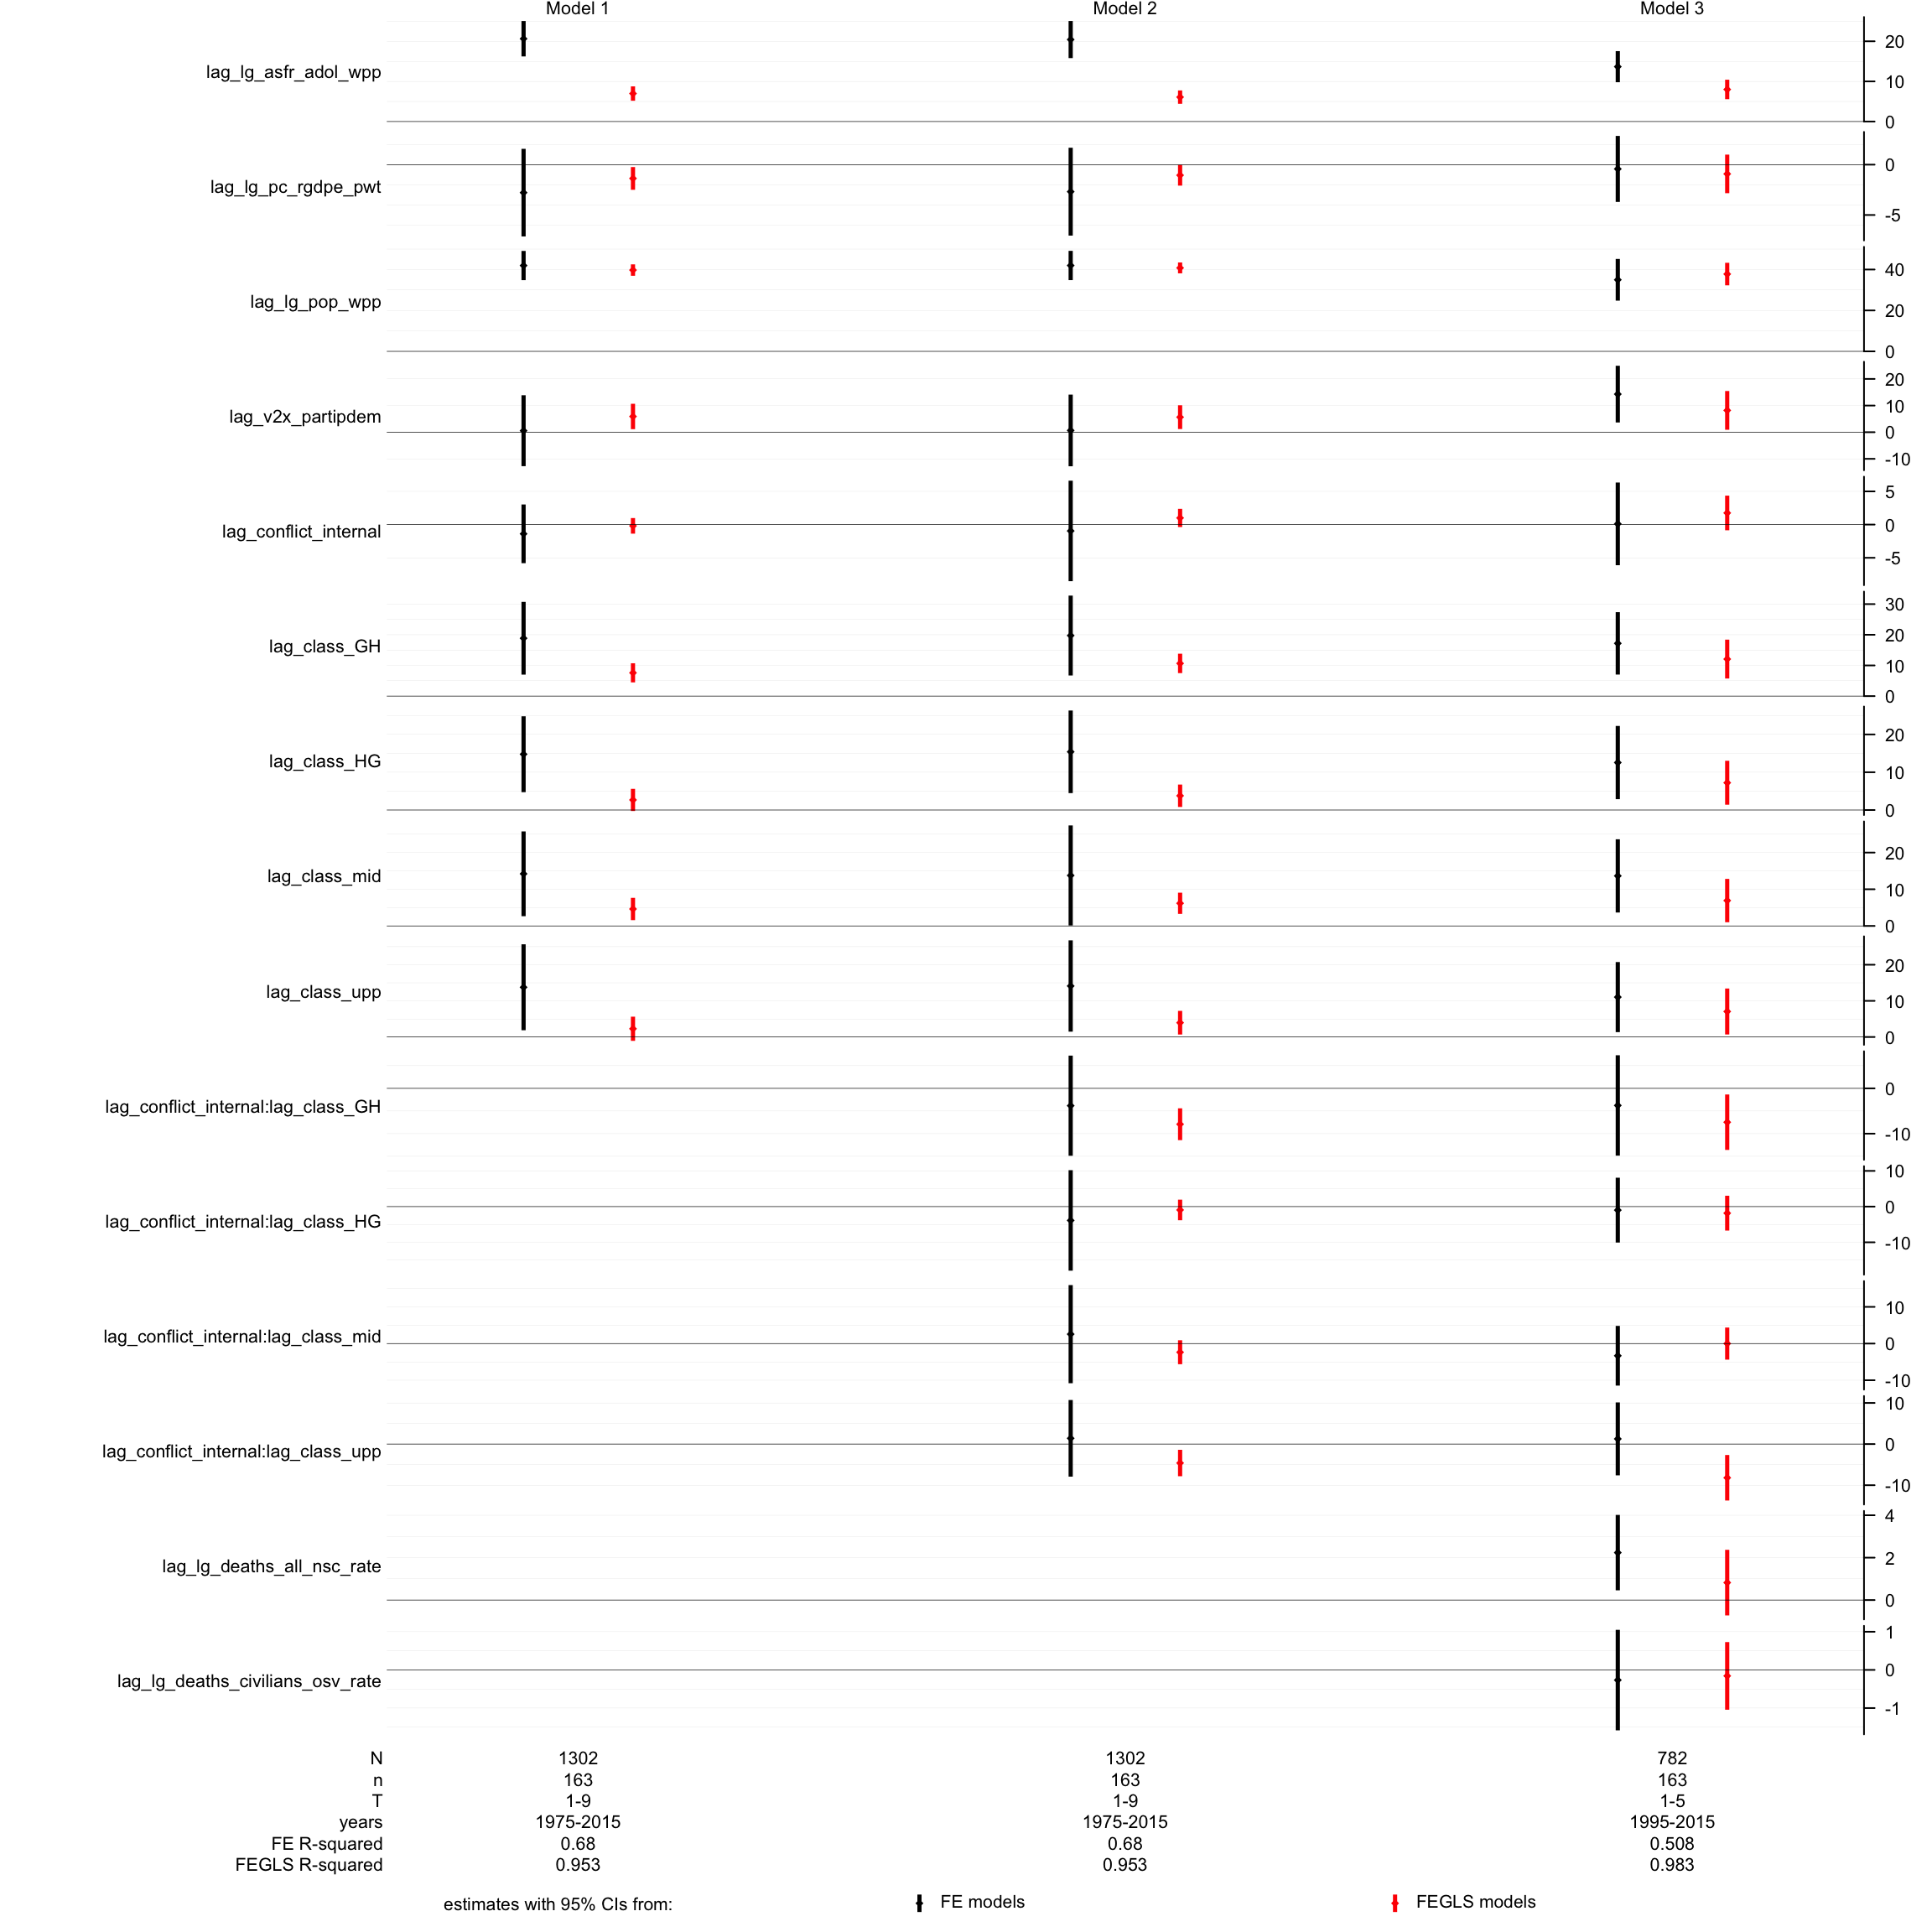 Model 1 Model 2 Model 3
lag_lg_asfr_adol_wpp 20 10 0
lag_lg_pc_rgdpe_pwt 0 -5
lag_lg_pop_wpp 40 20 0
lag_v2x_partipdem 20 10 0 -10
lag_conflict_internal 5 0 -5
lag_class_GH 30 20 10 0
lag_class_HG 20 10 0
lag_class_mid 20 10 0
lag_class_upp 20 10 0
lag_conflict_internal:lag_class_GH 0 -10
lag_conflict_internal:lag_class_HG 10 0 -10
lag_conflict_internal:lag_class_mid 10 0 -10
lag_conflict_internal:lag_class_upp 10 0 -10
lag_lg_deaths_all_nsc_rate 4 2 0
lag_lg_deaths_civilians_osv_rate 1 0 -1
N 1302 1302 782
n 163 163 163
T 1-9 1-9 1-5
years 1975-2015 1975-2015 1995-2015
FE R-squared 0.68 0.68 0.508
FEGLS R-squared 0.953 0.953 0.983
estimates with 95% CIs from: FE models FEGLS models